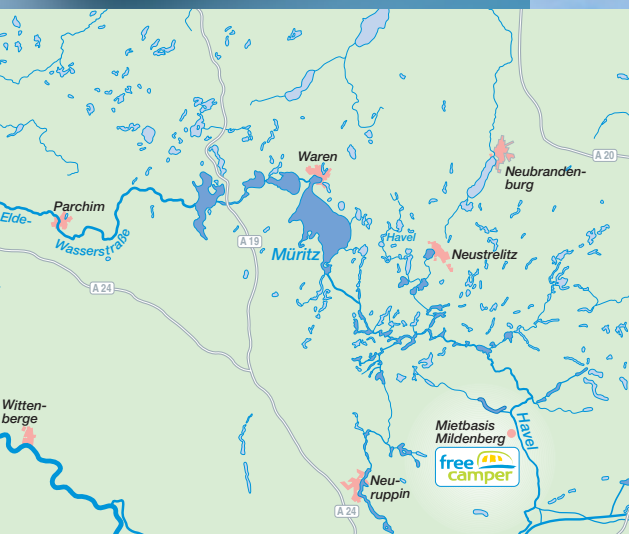 Waren
A 20
Neubranden-
burg
Parchim
Elde-
Wasserstraße
A 19
Müritz
Havel
Neustrelitz
A 24
Witten-
berge
Mietbasis
Mildenberg
free
camper
Havel
Neu-
ruppin
A 24